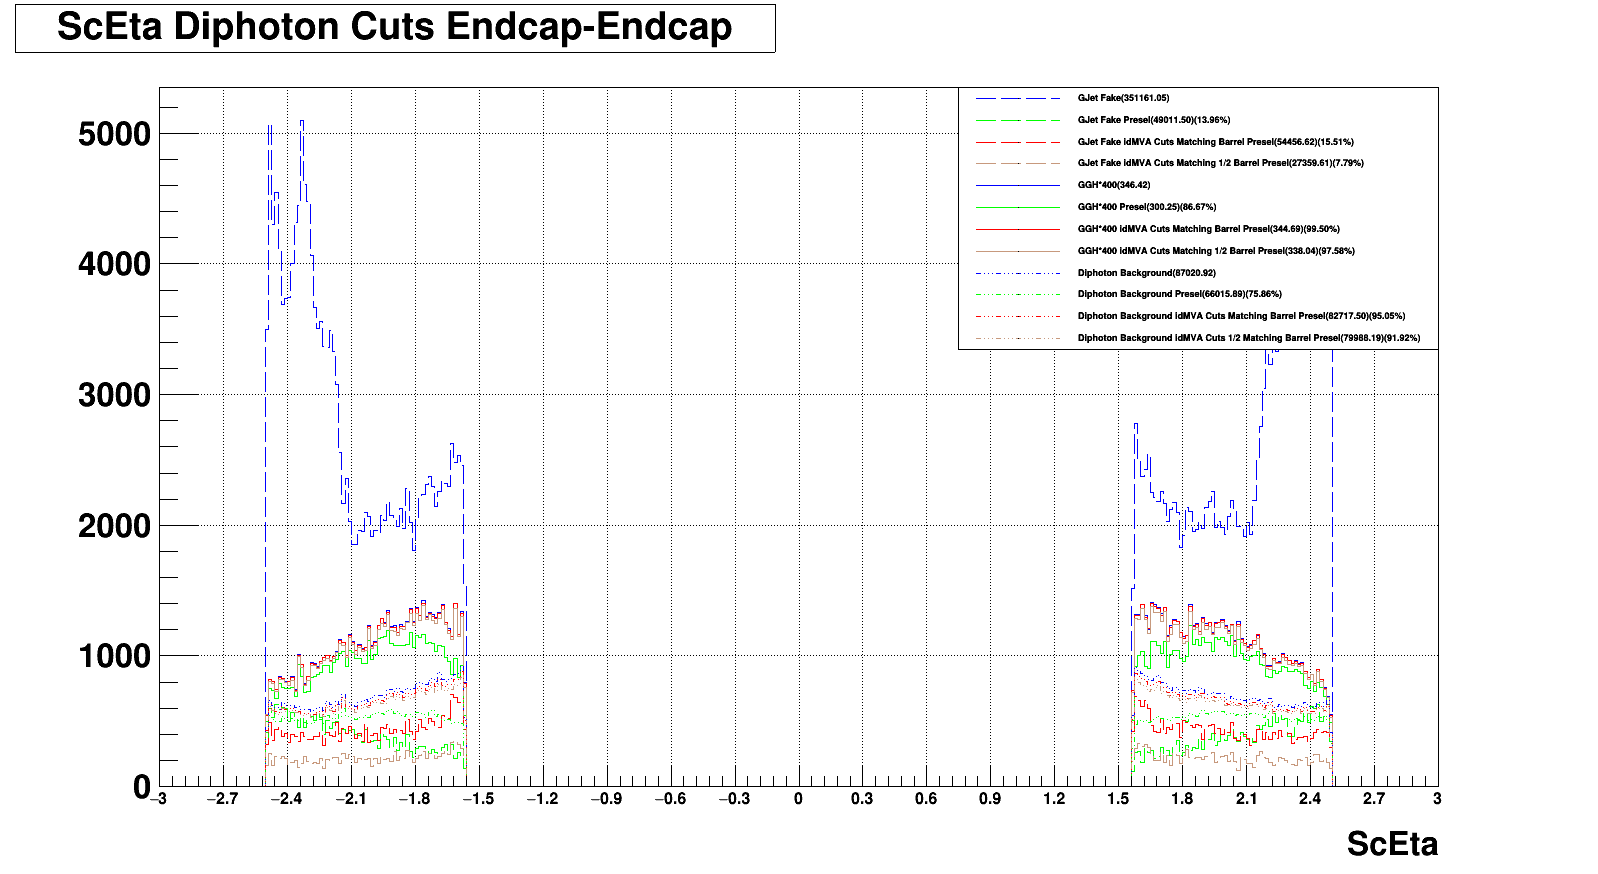 ScEta Diphoton Cuts Endcap-Endcap
GJet Fake(351161.05)
GJet Fake Presel(49011.50)(13.96%)
GJet Fake idMVA Cuts Matching Barrel Presel(54456.62)(15.51%)
GJet Fake idMVA Cuts Matching 1/2 Barrel Presel(27359.61)(7.79%)
GGH*400(346.42)
GGH*400 Presel(300.25)(86.67%)
GGH*400 idMVA Cuts Matching Barrel Presel(344.69)(99.50%)
GGH*400 idMVA Cuts Matching 1/2 Barrel Presel(338.04)(97.58%)
Diphoton Background(87020.92)
Diphoton Background Presel(66015.89)(75.86%)
Diphoton Background idMVA Cuts Matching Barrel Presel(82717.50)(95.05%)
Diphoton Background idMVA Cuts 1/2 Matching Barrel Presel(79988.19)(91.92%)
5000
4000
3000
2000
1000
0
−3 −2.7 −2.4 −2.1 −1.8 −1.5 −1.2 −0.9 −0.6 −0.3 0 0.3 0.6 0.9 1.2 1.5 1.8 2.1 2.4 2.7 3
ScEta